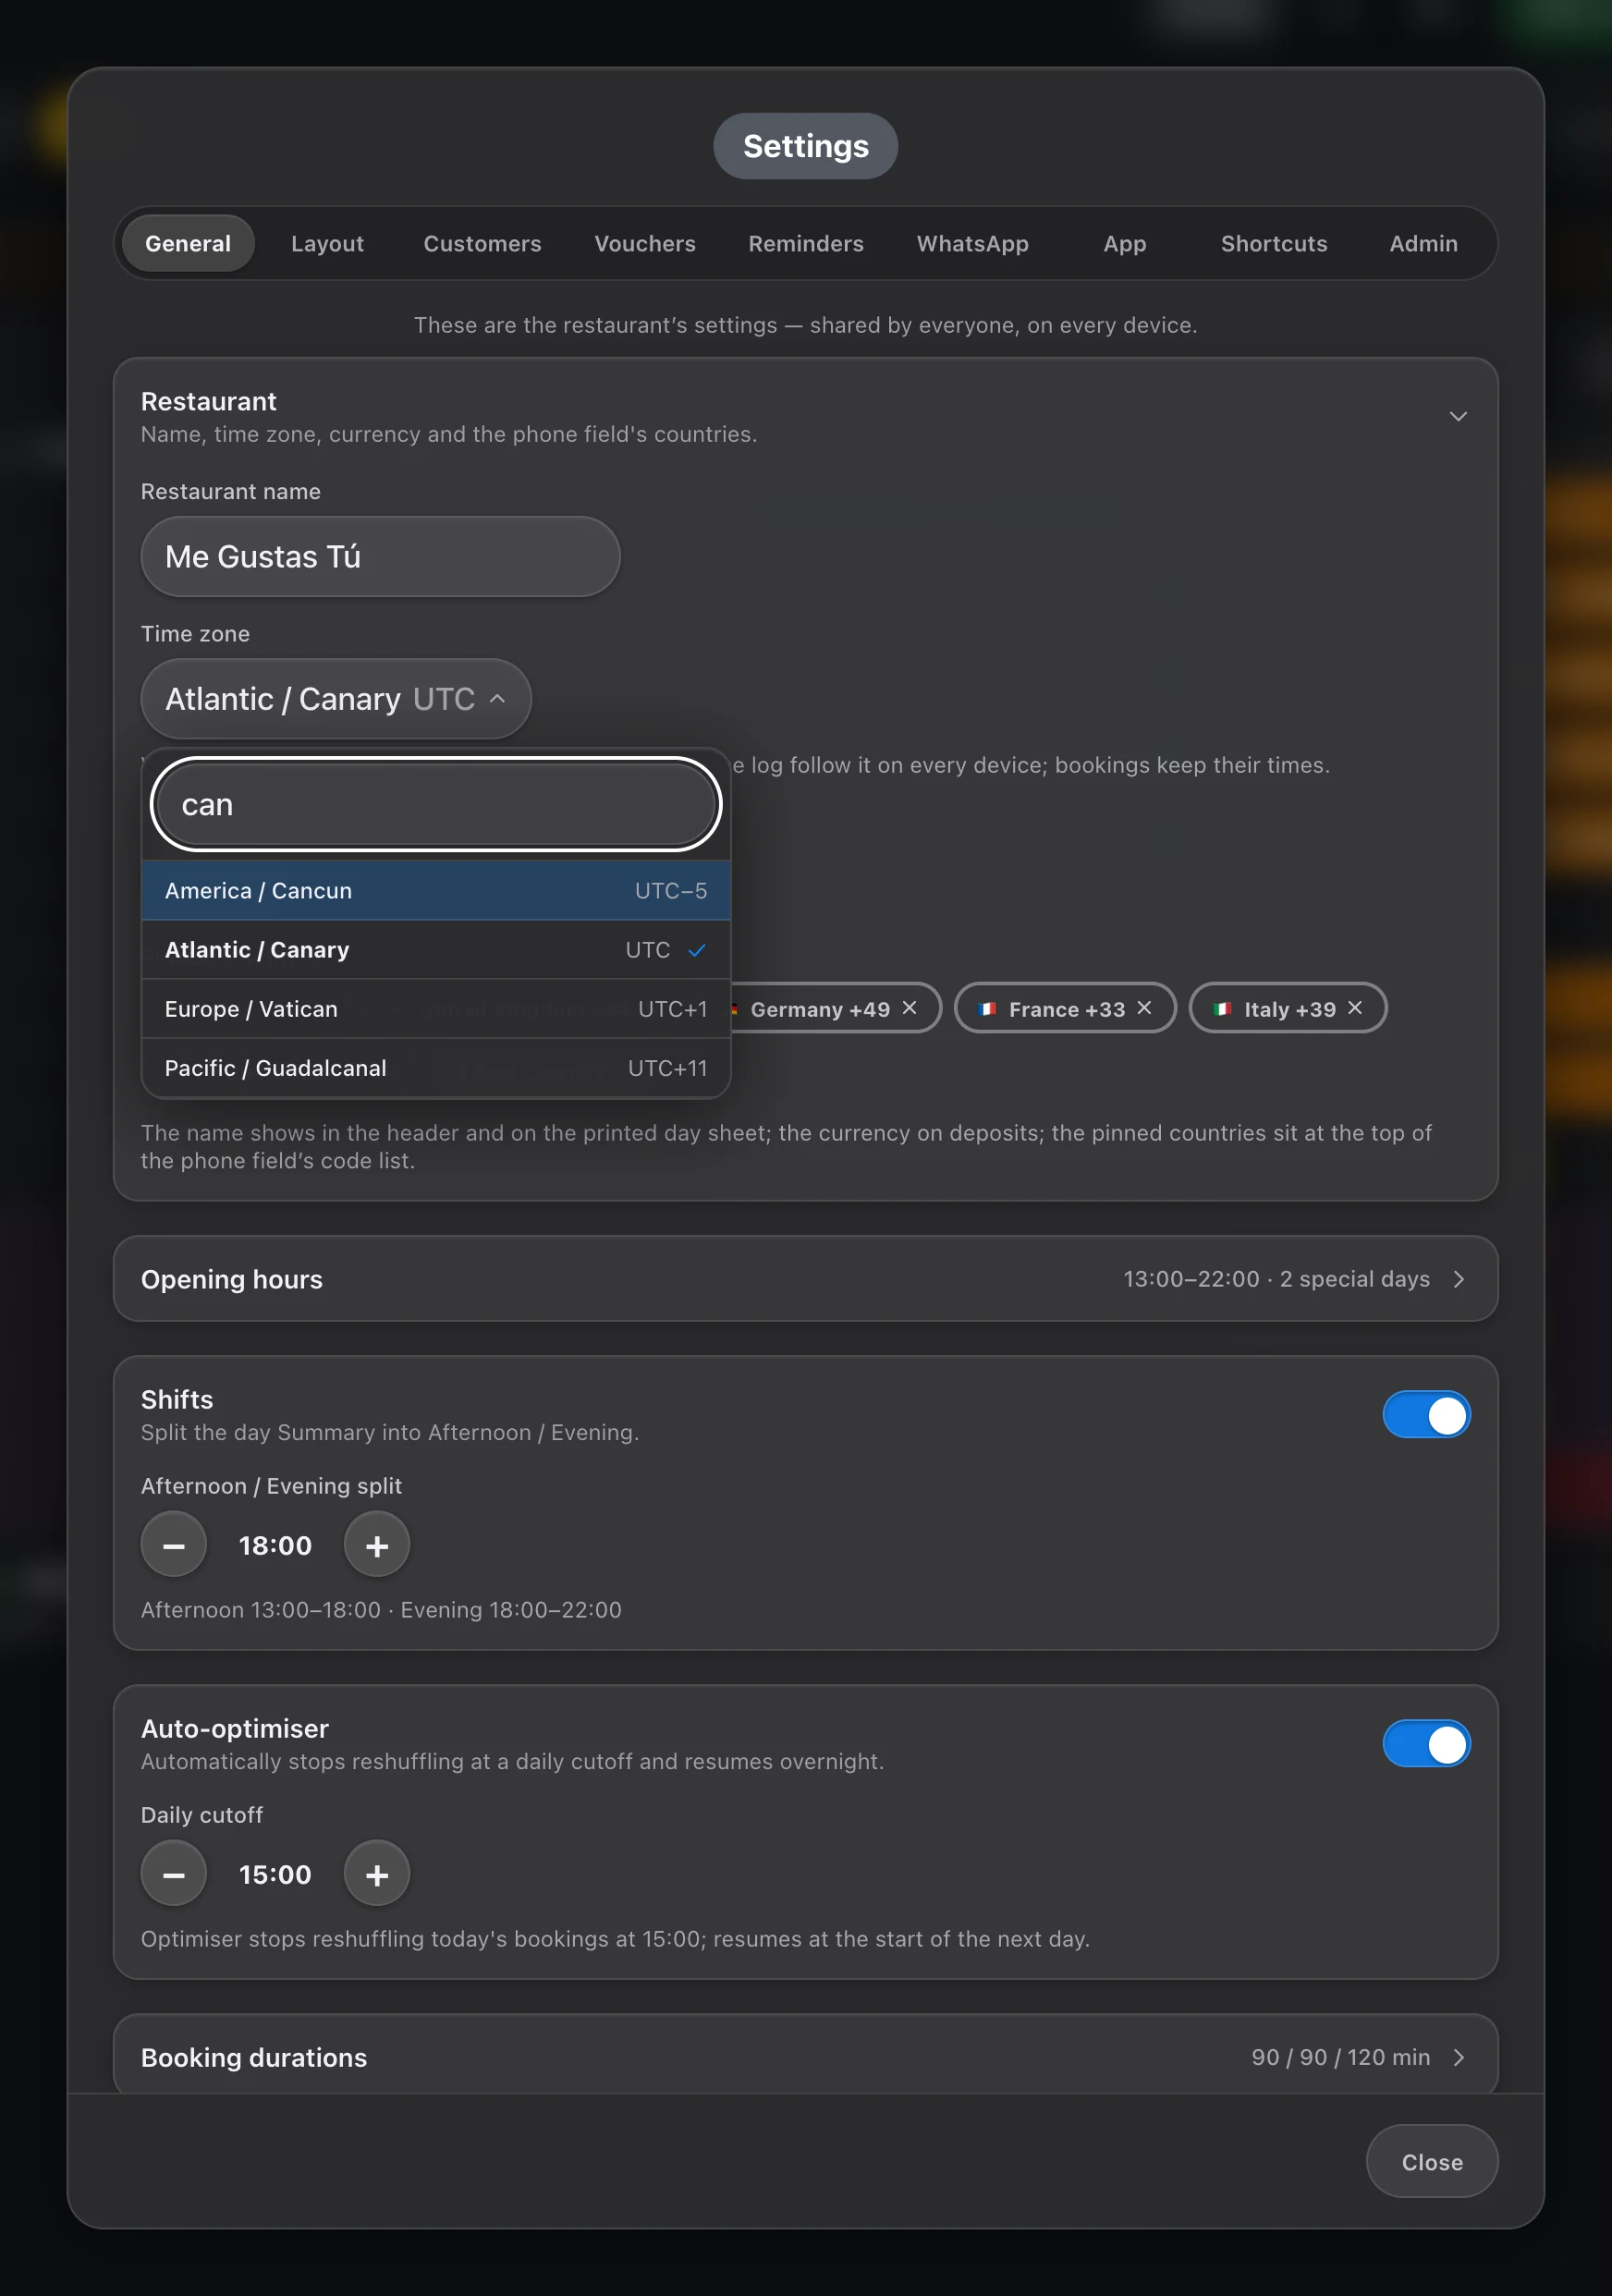 Settings
General Layout Customers Vouchers Reminders WhatsApp App Shortcuts Admin
These are the restaurant’s settings — shared by everyone, on every device.
Restaurant
Name, time zone, currency and the phone field's countries.
Restaurant name
Me Gustas Tú
Time zone
Atlantic / Canary UTC
log follow it on every device; bookings keep their times.
can
America / Cancun UTC−5
Atlantic / Canary UTC
Europe / Vatican UTC+1
Germany +49 France +33 Italy +39
Pacific / Guadalcanal UTC+11
The name shows in the header and on the printed day sheet; the currency on deposits; the pinned countries sit at the top of
the phone field’s code list.
Opening hours 13:00–22:00 · 2 special days
Shifts
Split the day Summary into Afternoon / Evening.
Afternoon / Evening split
− 18:00 +
Afternoon 13:00–18:00 · Evening 18:00–22:00
Auto-optimiser
Automatically stops reshuffling at a daily cutoff and resumes overnight.
Daily cutoff
− 15:00 +
Optimiser stops reshuffling today's bookings at 15:00; resumes at the start of the next day.
Booking durations 90 / 90 / 120 min
Close